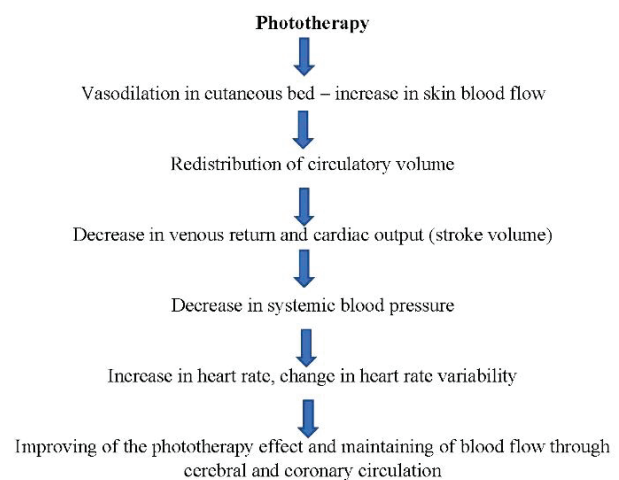 Phototherapy
Vasodilation in cutaneous bed – increase in skin blood flow
Redistribution of circulatory volume
Decrease in venous return and cardiac output (stroke volume)
Decrease in systemic blood pressure
Increase in heart rate, change in heart rate variability
Improving of the phototherapy effect and maintaining of blood flow through
cerebral and coronary circulation